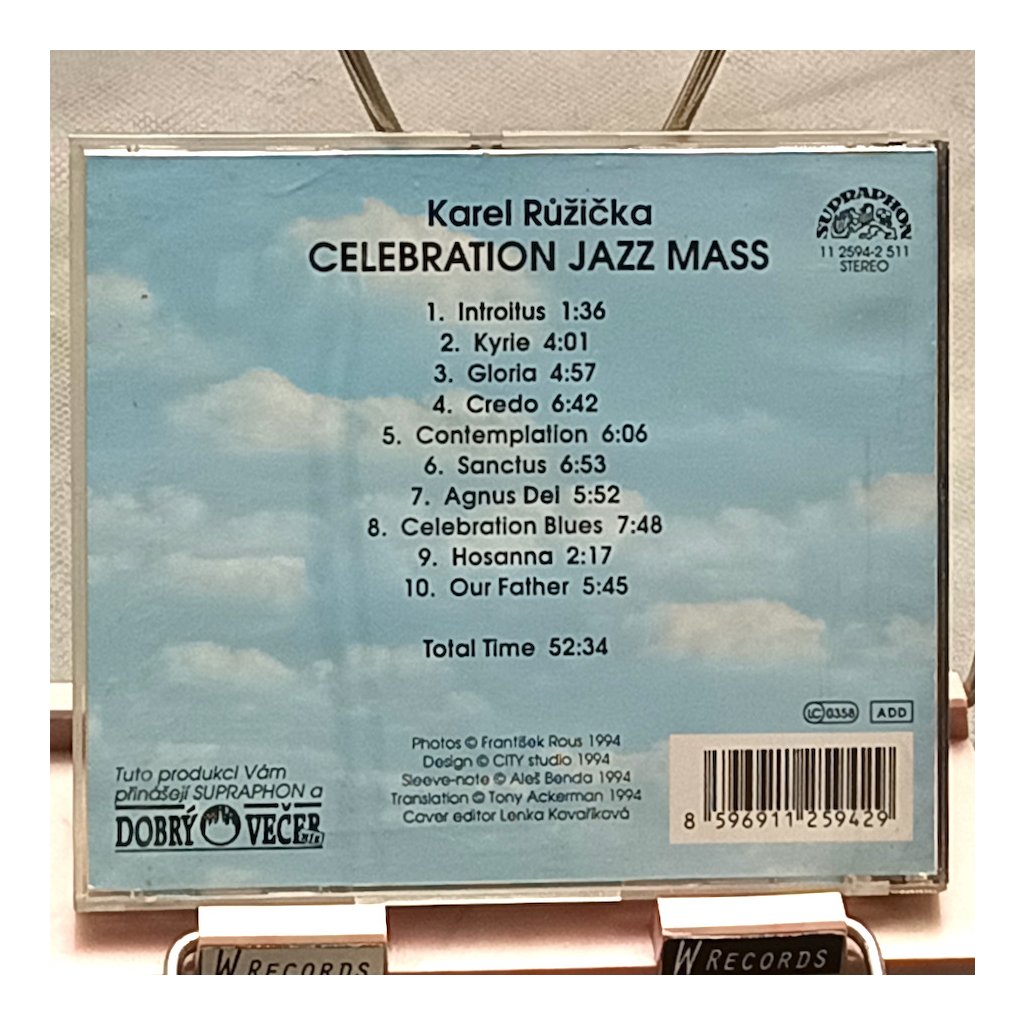 Karel Růžička
CELEBRATION JAZZ MASS
SUPRAPHON
11 2594-2 511
STEREO
1. Introitus 1:36
2. Kyrie 4:01
3. Gloria 4:57
4. Credo 6:42
5. Contemplation 6:06
6. Sanctus 6:53
7. Agnus Dei 5:52
8. Celebration Blues 7:48
9. Hosanna 2:17
10. Our Father 5:45
Total Time 52:34
LC 0358 ADD
Photos © František Rous 1994
Design © CITY studio 1994
Sleeve-note © Aleš Benda 1994
Translation © Tony Ackerman 1994
Cover editor Lenka Kovaříková
Tuto produkci Vám
přinášejí SUPRAPHON a
DOBRÝ VEČER
8 596911 259429
W RECORDS
W RECORDS